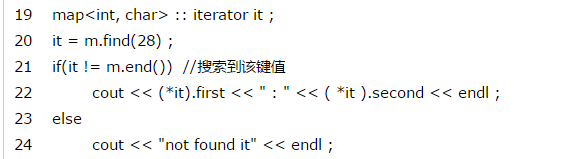 19 map<int, char> :: iterator it ;
20 it = m.find(28) ;
21 if(it != m.end()) //搜索到该键值
22 cout << (*it).first << " : " << ( *it ).second << endl ;
23 else
24 cout << "not found it" << endl ;